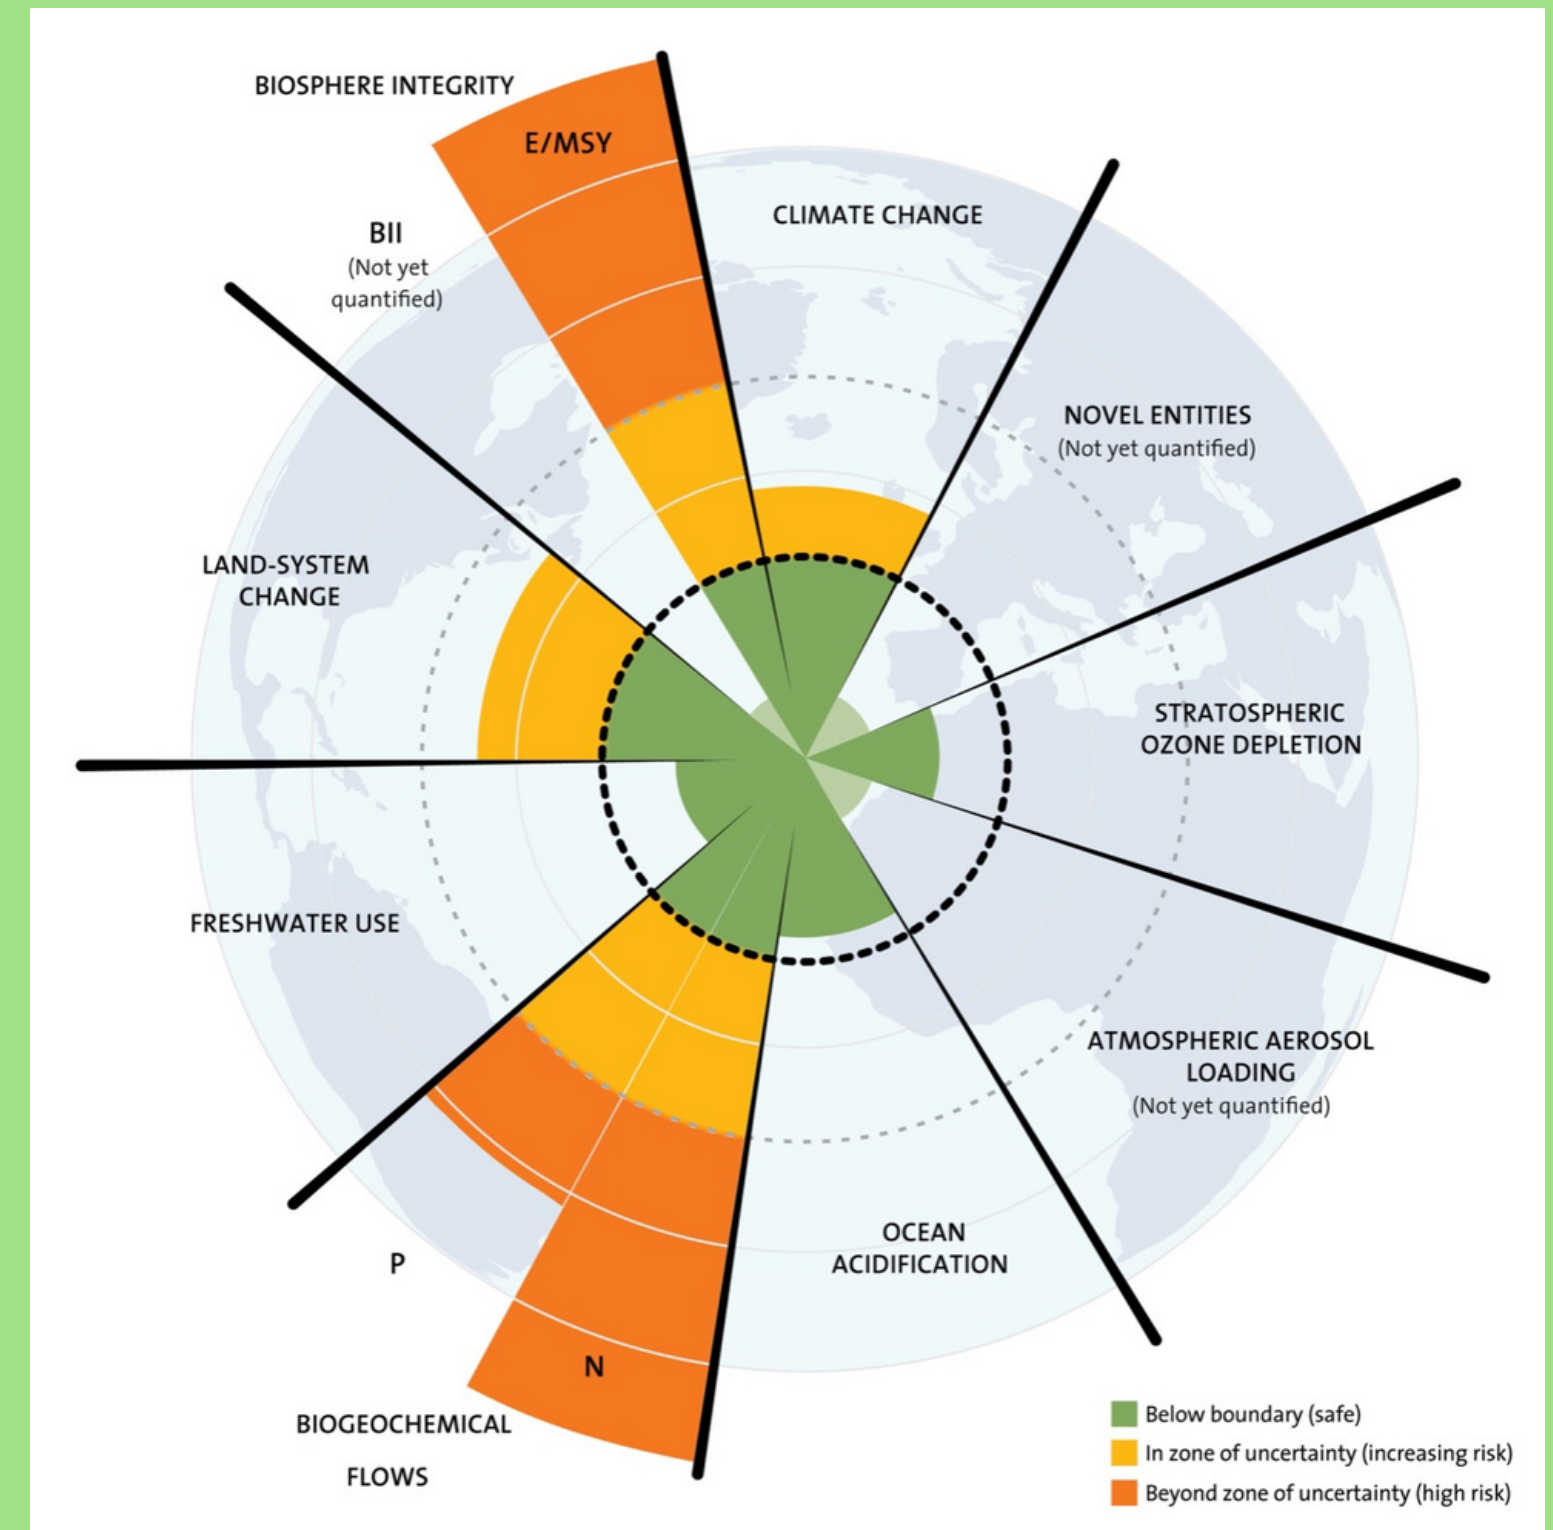 BIOSPHERE INTEGRITY
E/MSY
BII
(Not yet
quantified)
CLIMATE CHANGE
NOVEL ENTITIES
(Not yet quantified)
LAND-SYSTEM
CHANGE
STRATOSPHERIC
OZONE DEPLETION
FRESHWATER USE
ATMOSPHERIC AEROSOL
LOADING
(Not yet quantified)
OCEAN
ACIDIFICATION
P
N
BIOGEOCHEMICAL
FLOWS
Below boundary (safe)
In zone of uncertainty (increasing risk)
Beyond zone of uncertainty (high risk)